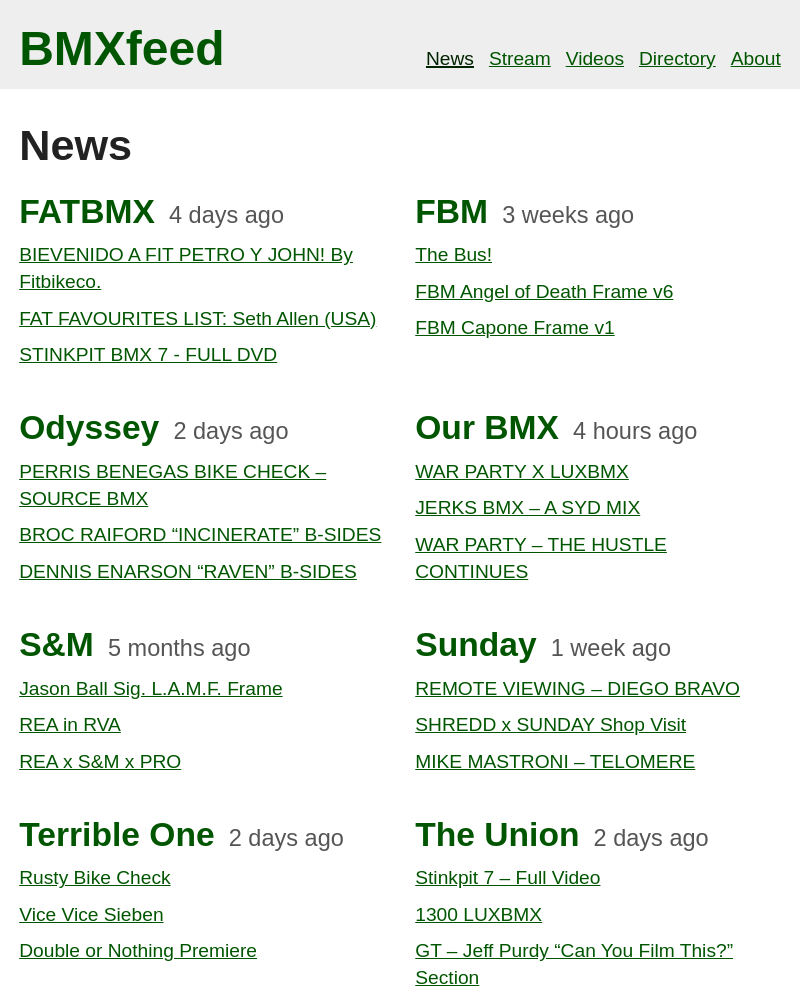 BMXfeed
News Stream Videos Directory About
News
FATBMX 4 days ago
BIEVENIDO A FIT PETRO Y JOHN! By
Fitbikeco.
FAT FAVOURITES LIST: Seth Allen (USA)
STINKPIT BMX 7 - FULL DVD
FBM 3 weeks ago
The Bus!
FBM Angel of Death Frame v6
FBM Capone Frame v1
Odyssey 2 days ago
PERRIS BENEGAS BIKE CHECK –
SOURCE BMX
BROC RAIFORD “INCINERATE” B-SIDES
DENNIS ENARSON “RAVEN” B-SIDES
Our BMX 4 hours ago
WAR PARTY X LUXBMX
JERKS BMX – A SYD MIX
WAR PARTY – THE HUSTLE
CONTINUES
S&M 5 months ago
Jason Ball Sig. L.A.M.F. Frame
REA in RVA
REA x S&M x PRO
Sunday 1 week ago
REMOTE VIEWING – DIEGO BRAVO
SHREDD x SUNDAY Shop Visit
MIKE MASTRONI – TELOMERE
Terrible One 2 days ago
Rusty Bike Check
Vice Vice Sieben
Double or Nothing Premiere
The Union 2 days ago
Stinkpit 7 – Full Video
1300 LUXBMX
GT – Jeff Purdy “Can You Film This?”
Section